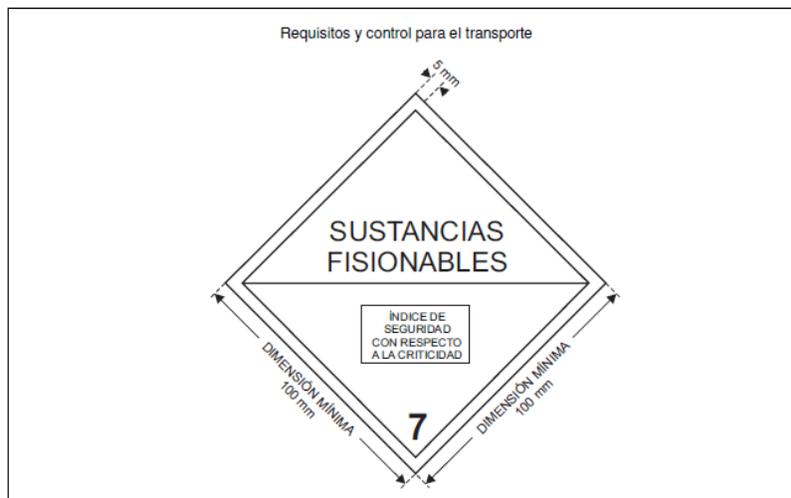 Requisitos y control para el transporte
5 mm
SUSTANCIAS
FISIONABLES
ÍNDICE DE
SEGURIDAD
CON RESPECTO
A LA CRITICIDAD
DIMENSIÓN MÍNIMA
100 mm
DIMENSIÓN MÍNIMA
100 mm
7